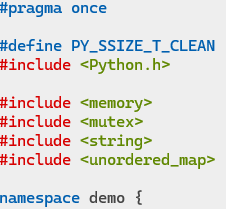 #pragma once
#define PY_SSIZE_T_CLEAN
#include <Python.h>
#include <memory>
#include <mutex>
#include <string>
#include <unordered_map>
namespace demo {